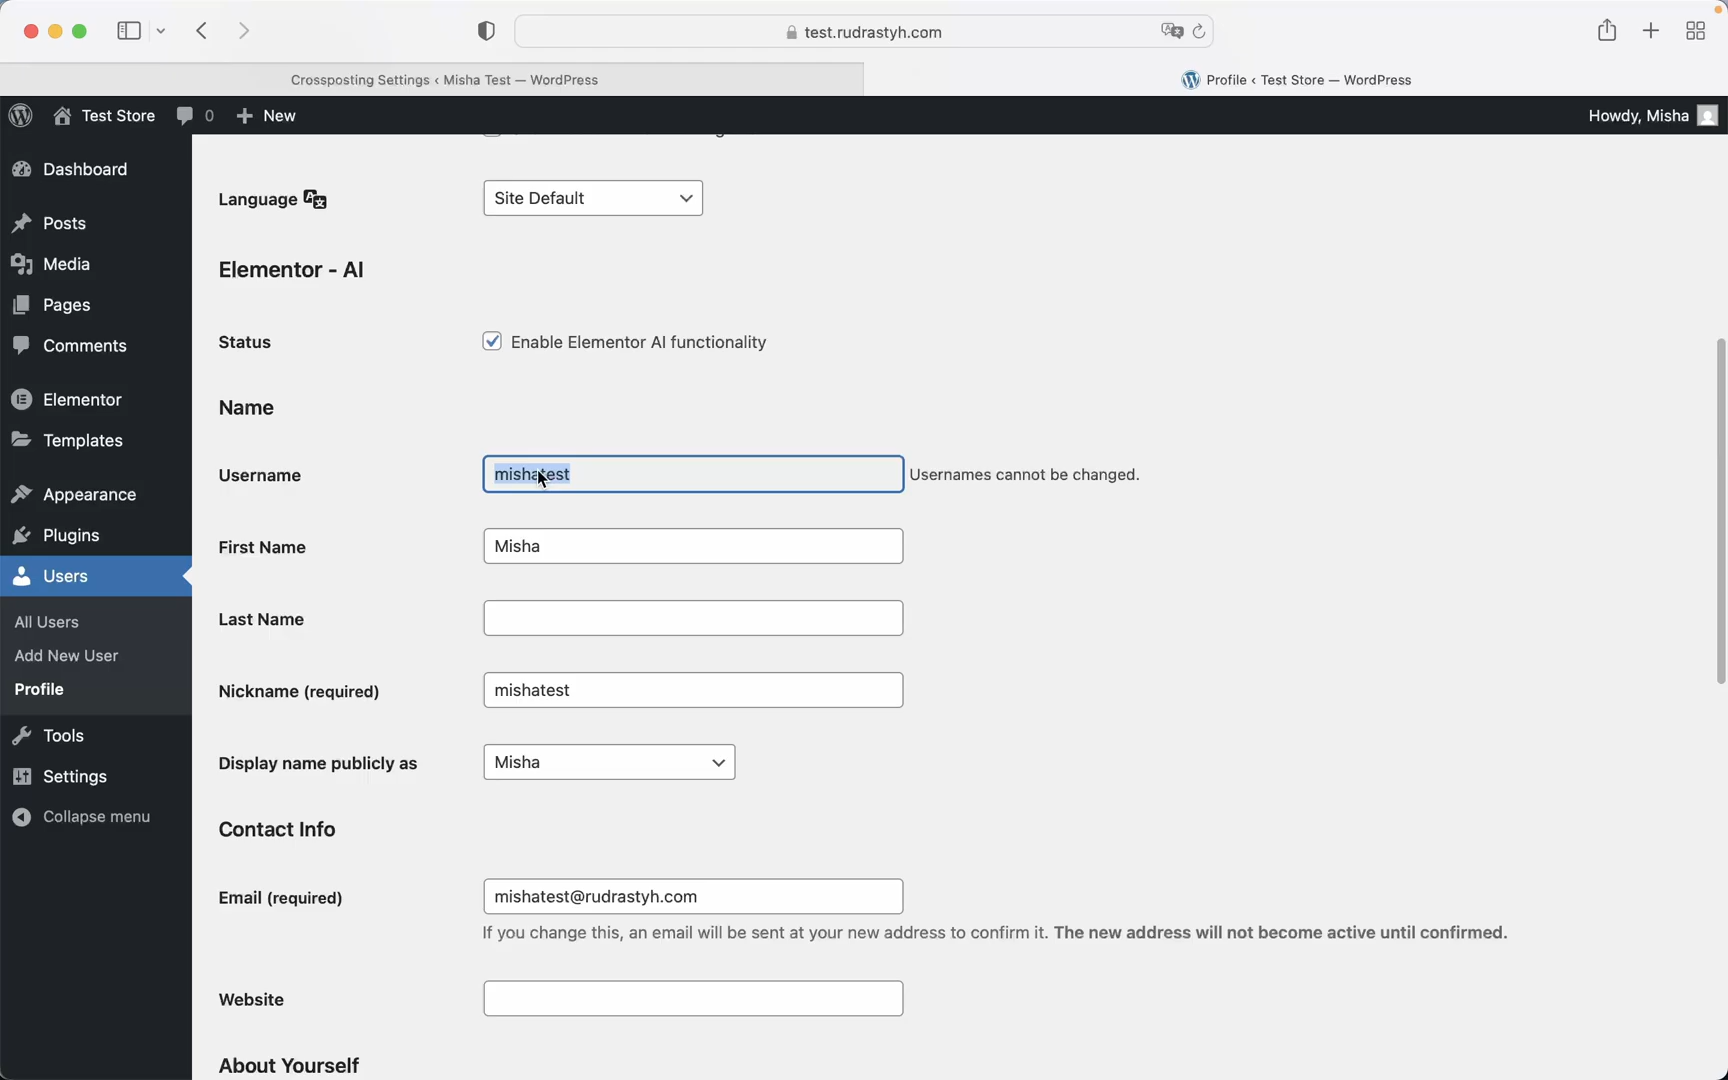 test.rudrastyh.com
Crossposting Settings ‹ Misha Test — WordPress
Profile ‹ Test Store — WordPress
Test Store 0 New
Howdy, Misha
Dashboard
Posts
Media
Pages
Comments
Elementor
Templates
Appearance
Plugins
Users
All Users
Add New User
Profile
Tools
Settings
Collapse menu
Language Site Default
Elementor - AI
Status Enable Elementor AI functionality
Name
Username mishatest Usernames cannot be changed.
First Name Misha
Last Name
Nickname (required) mishatest
Display name publicly as Misha
Contact Info
Email (required) mishatest@rudrastyh.com
If you change this, an email will be sent at your new address to confirm it. The new address will not become active until confirmed.
Website
About Yourself